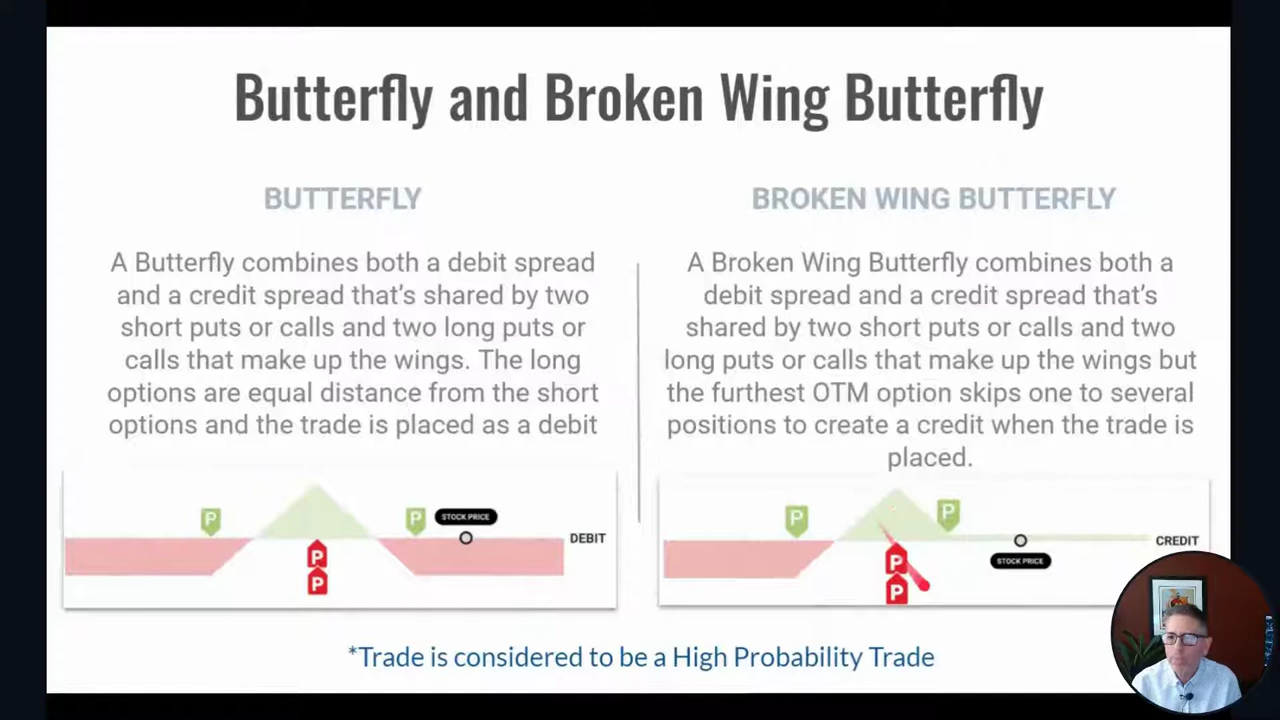 Butterfly and Broken Wing Butterfly
BUTTERFLY
A Butterfly combines both a debit spread
and a credit spread that's shared by two
short puts or calls and two long puts or
calls that make up the wings. The long
options are equal distance from the short
options and the trade is placed as a debit
P
P
STOCK PRICE
DEBIT
P
P
BROKEN WING BUTTERFLY
A Broken Wing Butterfly combines both a
debit spread and a credit spread that's
shared by two short puts or calls and two
long puts or calls that make up the wings but
the furthest OTM option skips one to several
positions to create a credit when the trade is
placed.
P
P
CREDIT
STOCK PRICE
P
P
*Trade is considered to be a High Probability Trade